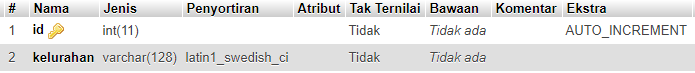 # Nama Jenis Penyortiran Atribut Tak Ternilai Bawaan Komentar Ekstra
1 id int(11) Tidak Tidak ada AUTO_INCREMENT
2 kelurahan varchar(128) latin1_swedish_ci Tidak Tidak ada